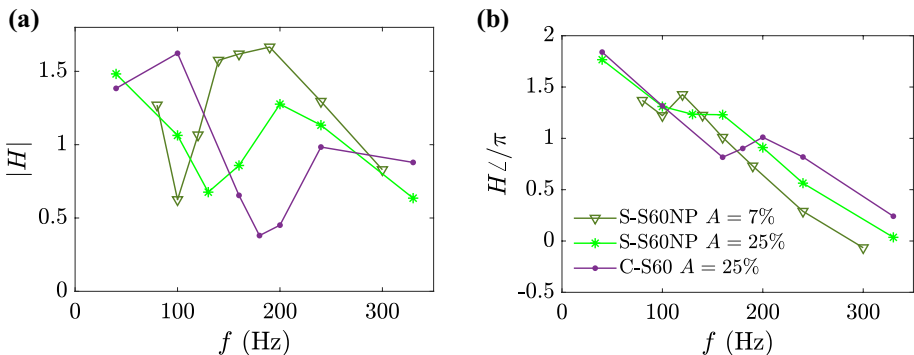 (a)
|H|
1.5
1
0.5
0
100
200
300
f (Hz)
(b)
H∠/π
2
1.5
1
0.5
0
-0.5
0
100
200
300
f (Hz)
S-S60NP A = 7%
S-S60NP A = 25%
C-S60 A = 25%